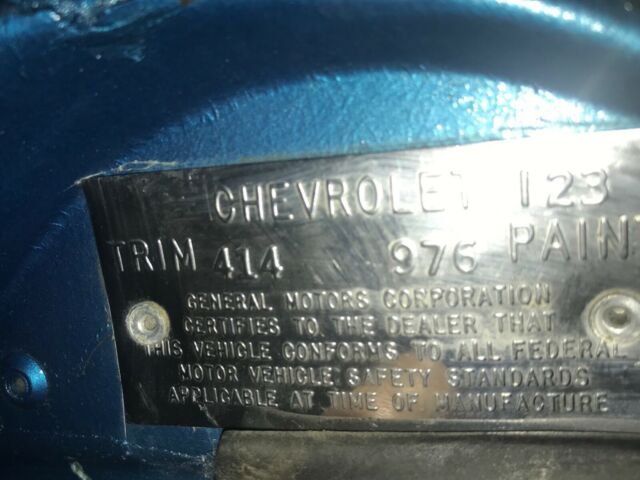 CHEVROLET 123
TRIM 414 976 PAINT
GENERAL MOTORS CORPORATION
CERTIFIES TO THE DEALER THAT
THIS VEHICLE CONFORMS TO ALL FEDERAL
MOTOR VEHICLE SAFETY STANDARDS
APPLICABLE AT TIME OF MANUFACTURE